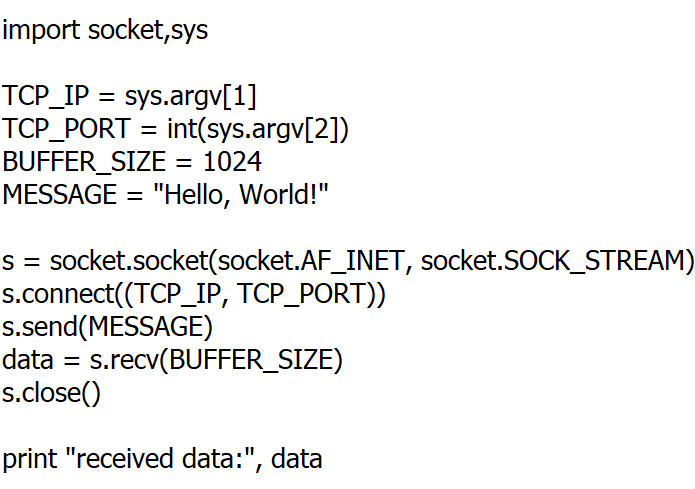 import socket,sys
TCP_IP = sys.argv[1]
TCP_PORT = int(sys.argv[2])
BUFFER_SIZE = 1024
MESSAGE = "Hello, World!"
s = socket.socket(socket.AF_INET, socket.SOCK_STREAM)
s.connect((TCP_IP, TCP_PORT))
s.send(MESSAGE)
data = s.recv(BUFFER_SIZE)
s.close()
print "received data:", data